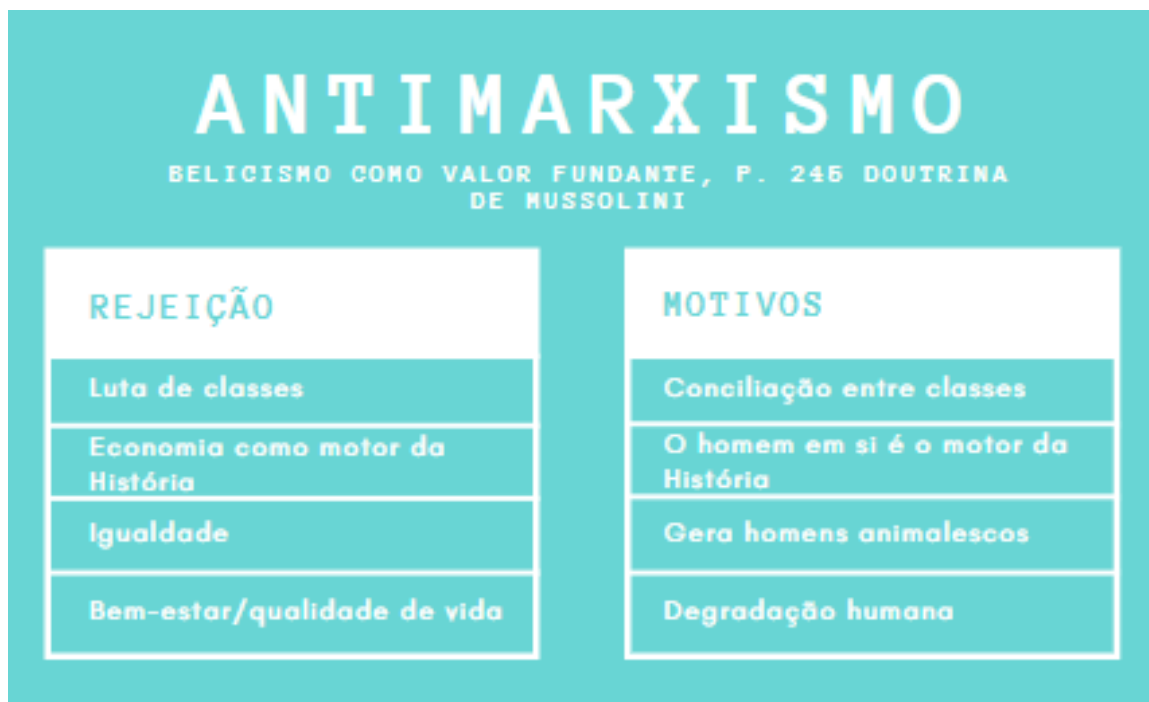 ANTIMARXISMO
BELICISMO COMO VALOR FUNDANTE, P. 245 DOUTRINA
DE MUSSOLINI
REJEIÇÃO
Luta de classes
Economia como motor da
História
Igualdade
Bem-estar/qualidade de vida
MOTIVOS
Conciliação entre classes
O homem em si é o motor da
História
Gera homens animalescos
Degradação humana